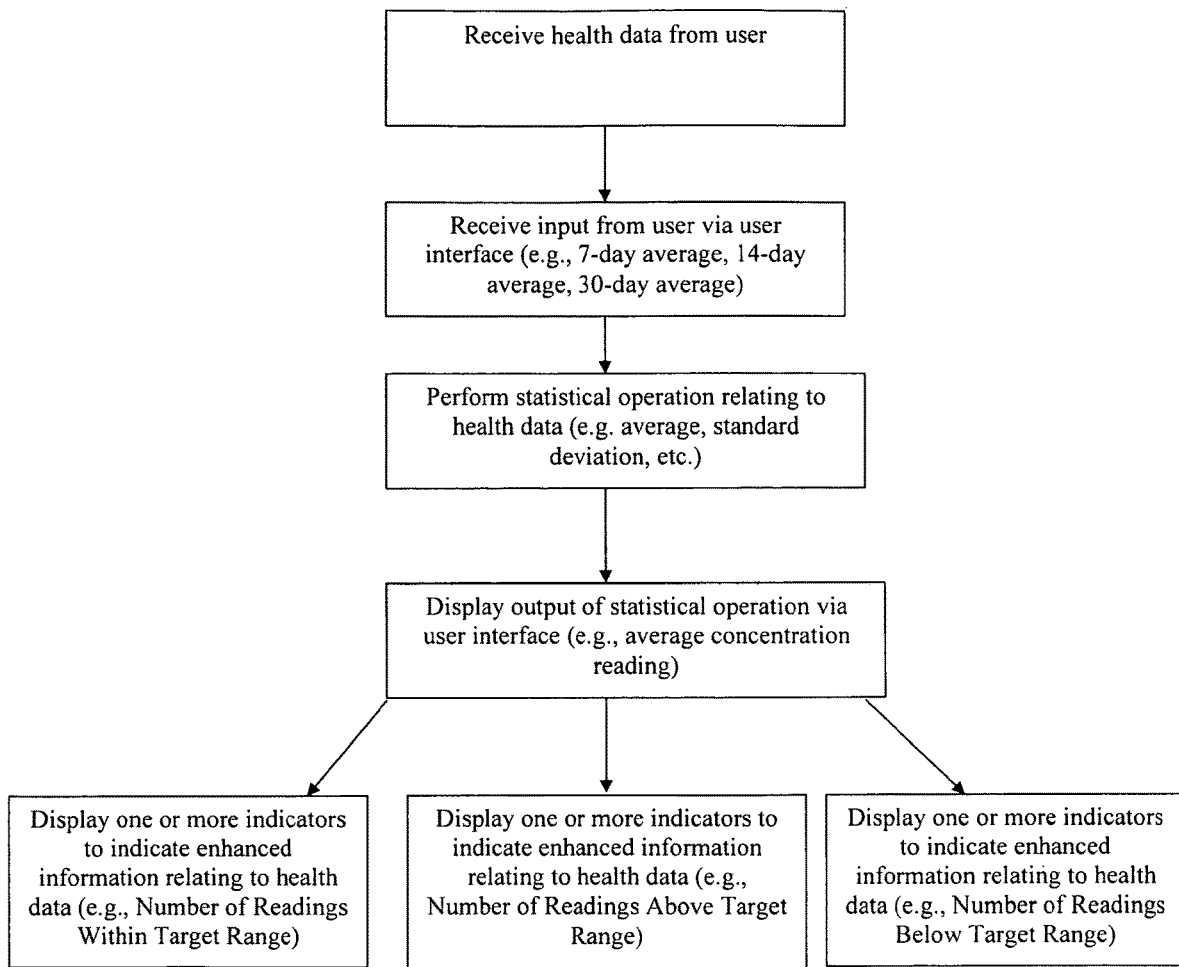 Receive health data from user
Receive input from user via user
interface (e.g., 7-day average, 14-day
average, 30-day average)
Perform statistical operation relating to
health data (e.g. average, standard
deviation, etc.)
Display output of statistical operation via
user interface (e.g., average concentration
reading)
Display one or more indicators
to indicate enhanced
information relating to health
data (e.g., Number of Readings
Within Target Range)
Display one or more indicators to
indicate enhanced information
relating to health data (e.g.,
Number of Readings Above Target
Range)
Display one or more indicators
to indicate enhanced
information relating to health
data (e.g., Number of Readings
Below Target Range)